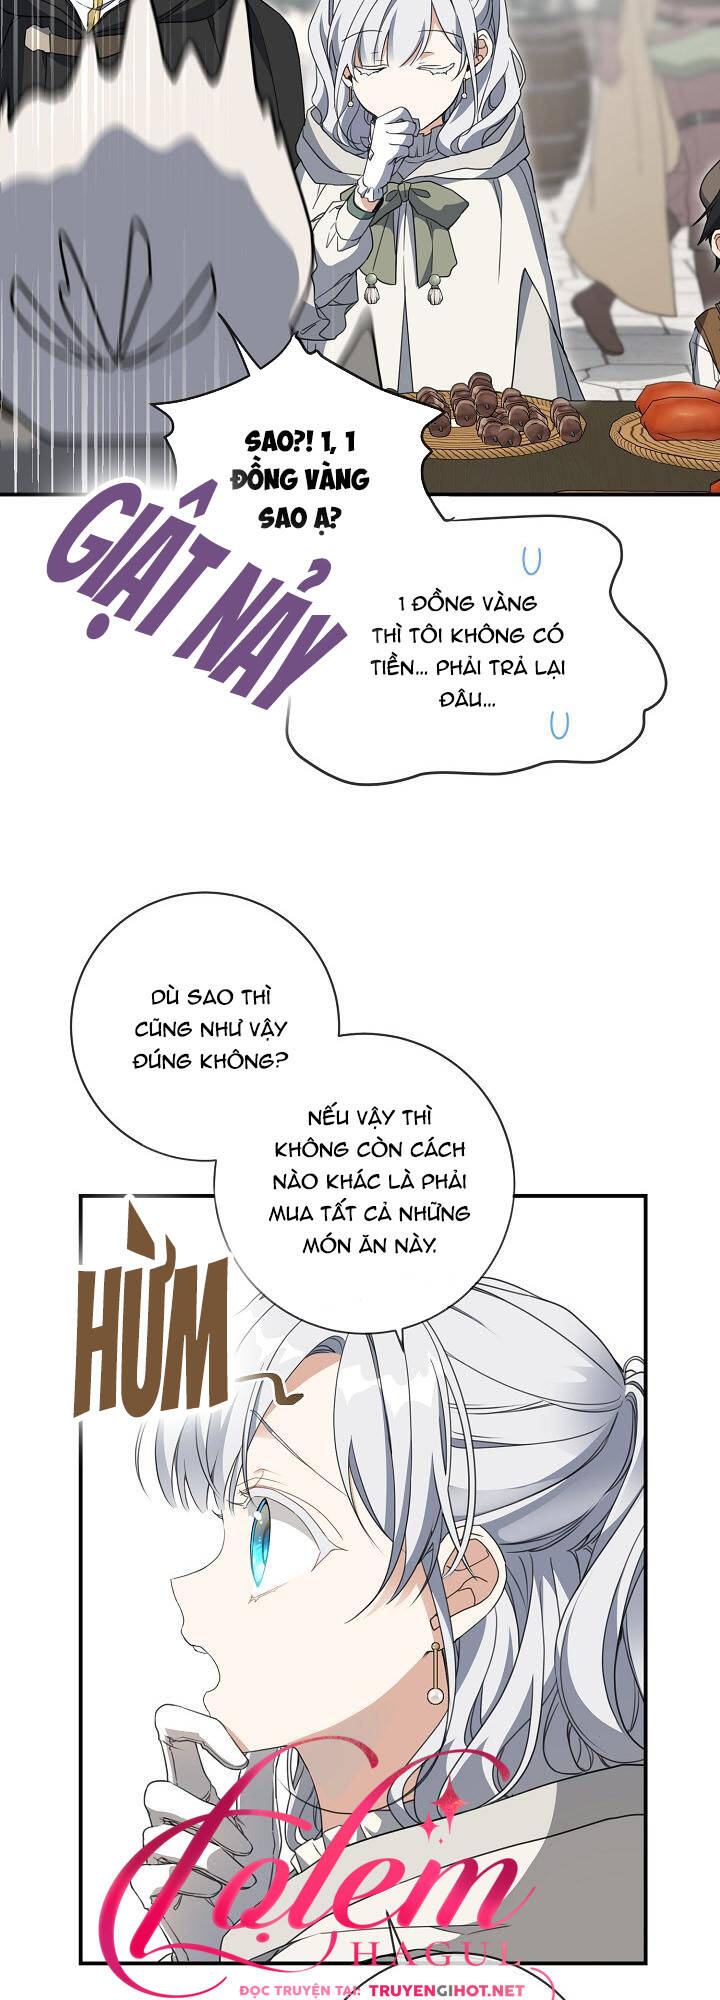 SAO?! 1, 1
ĐỒNG VÀNG
SAO Ạ?
GIẬT NẢY
1 ĐỒNG VÀNG
THÌ TÔI KHÔNG CÓ
TIỀN... PHẢI TRẢ LẠI
ĐÂU...
DÙ SAO THÌ
CŨNG NHƯ VẬY
ĐÚNG KHÔNG?
NẾU VẬY THÌ
KHÔNG CÒN CÁCH
NÀO KHÁC LÀ PHẢI
MUA TẤT CẢ NHỮNG
MÓN ĂN NÀY.
HỪM
Lọlem
HAGUL
ĐỌC TRUYỆN TẠI: TRUYENGIHOT.NET